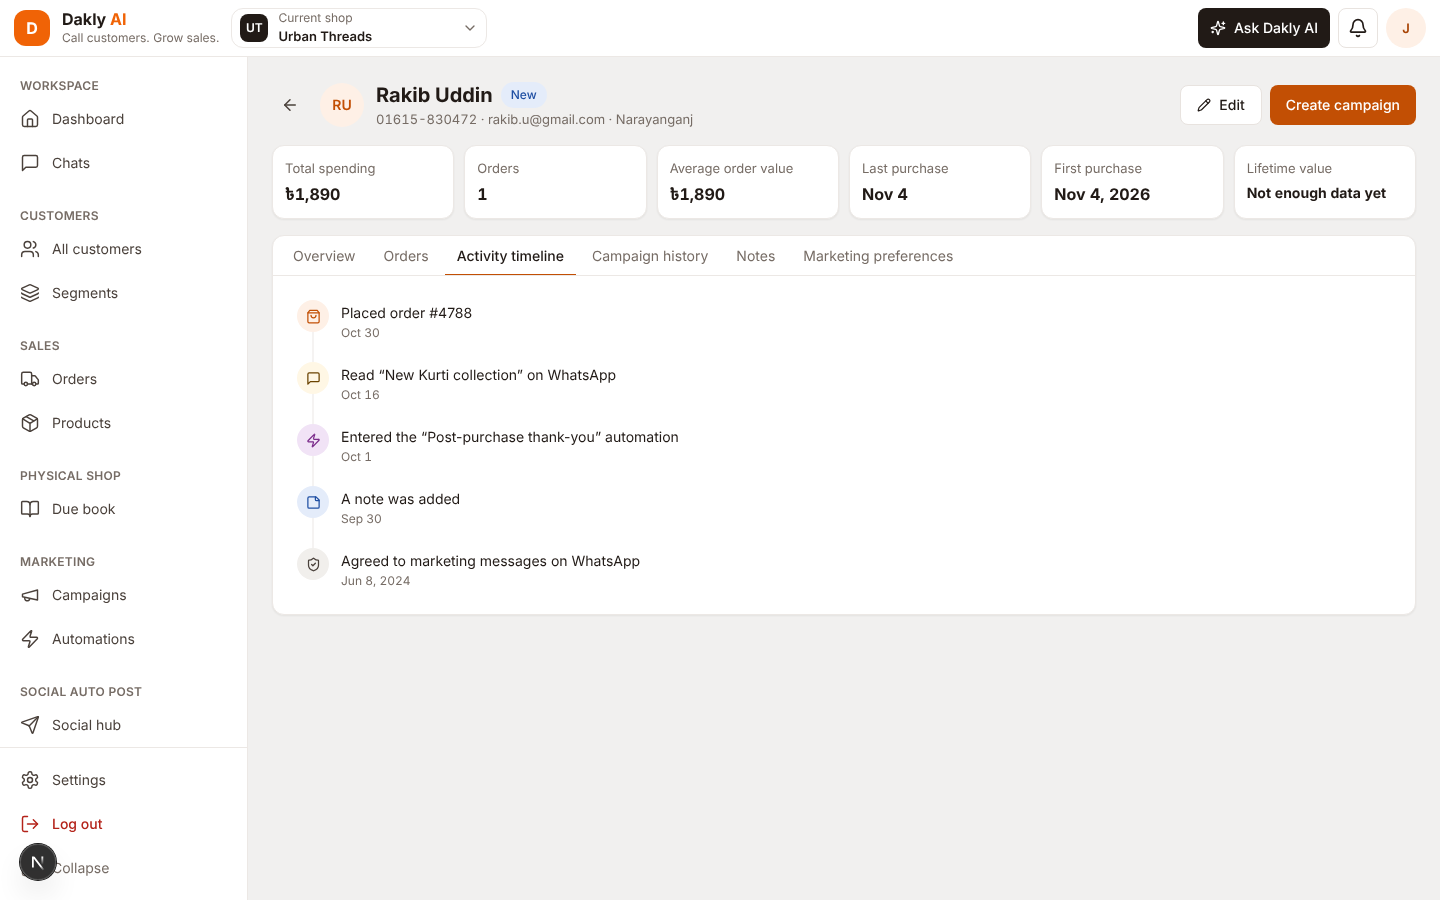 D
Dakly AI
Call customers. Grow sales.
UT
Current shop
Urban Threads
Ask Dakly AI
J
WORKSPACE
Dashboard
Chats
CUSTOMERS
All customers
Segments
SALES
Orders
Products
PHYSICAL SHOP
Due book
MARKETING
Campaigns
Automations
SOCIAL AUTO POST
Social hub
Settings
Log out
N
Collapse
RU
Rakib Uddin
New
01615-830472 · rakib.u@gmail.com · Narayanganj
Edit
Create campaign
Total spending
৳1,890
Orders
1
Average order value
৳1,890
Last purchase
Nov 4
First purchase
Nov 4, 2026
Lifetime value
Not enough data yet
Overview
Orders
Activity timeline
Campaign history
Notes
Marketing preferences
Placed order #4788
Oct 30
Read “New Kurti collection” on WhatsApp
Oct 16
Entered the “Post-purchase thank-you” automation
Oct 1
A note was added
Sep 30
Agreed to marketing messages on WhatsApp
Jun 8, 2024